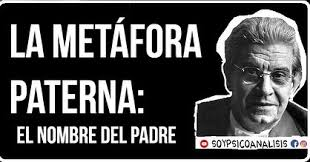 LA METÁFORA
PATERNA:
EL NOMBRE DEL PADRE
SOYPSICOANALISIS